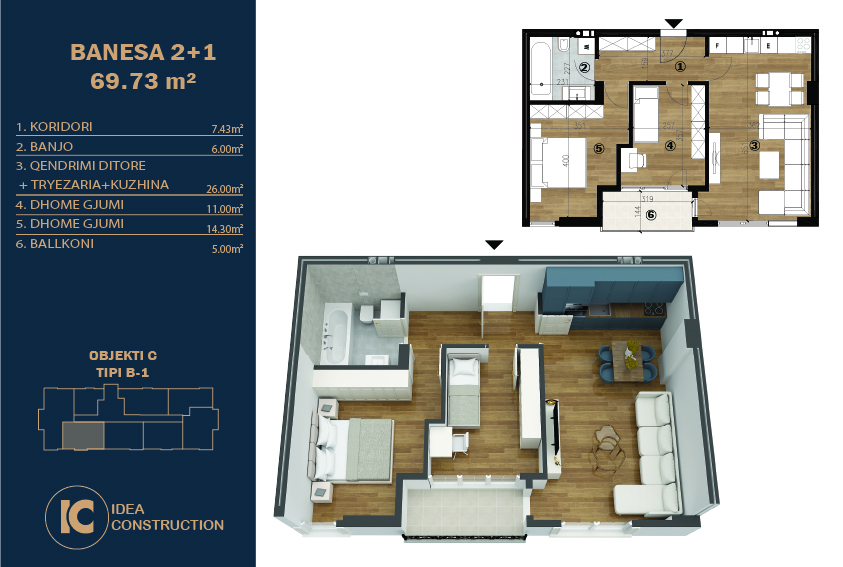 BANESA 2+1
69.73 m²
1. KORIDORI 7.43m²
2. BANJO 6.00m²
3. QENDRIMI DITORE
+ TRYEZARIA+KUZHINA 26.00m²
4. DHOME GJUMI 11.00m²
5. DHOME GJUMI 14.30m²
6. BALLKONI 5.00m²
OBJEKTI C
TIPI B-1
IC
IDEA
CONSTRUCTION
F E
377
①
②
227
231
351
400
⑤
257
④
③
319
144
⑥